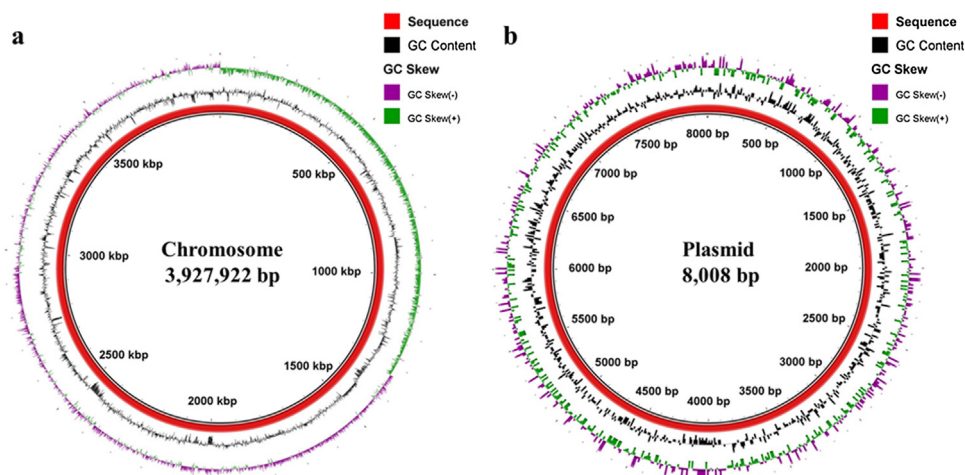 a
Sequence
GC Content
GC Skew
GC Skew(-)
GC Skew(+)
500 kbp
1000 kbp
1500 kbp
2000 kbp
2500 kbp
3000 kbp
3500 kbp
Chromosome
3,927,922 bp
b
Sequence
GC Content
GC Skew
GC Skew(-)
GC Skew(+)
8000 bp
500 bp
1000 bp
1500 bp
2000 bp
2500 bp
3000 bp
3500 bp
4000 bp
4500 bp
5000 bp
5500 bp
6000 bp
6500 bp
7000 bp
7500 bp
Plasmid
8,008 bp